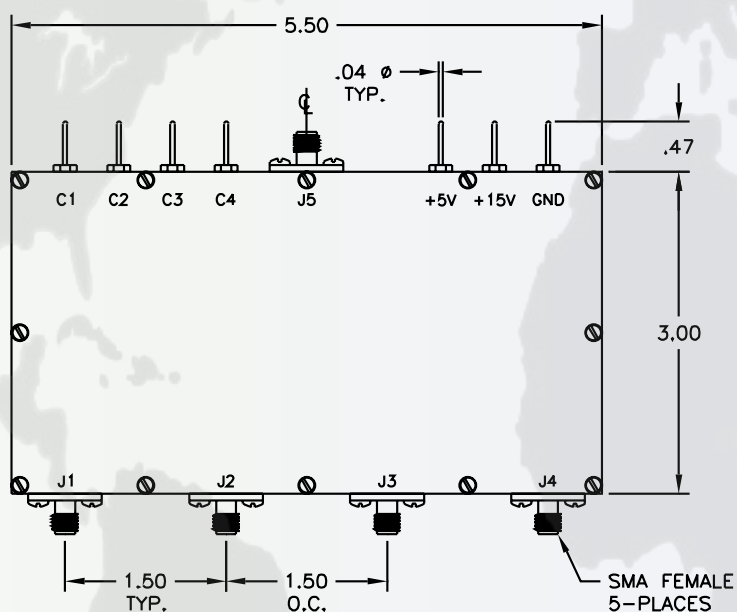 5.50
.04 ø
TYP.
℄
.47
C1 C2 C3 C4 J5 +5V +15V GND
3.00
J1 J2 J3 J4
1.50
TYP.
1.50
O.C.
SMA FEMALE
5-PLACES